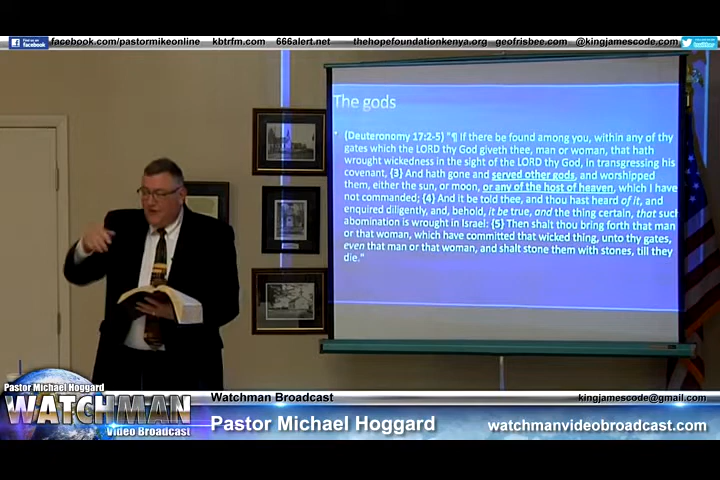 Find us on facebook facebook.com/pastormikeonline kbtrfm.com 666alert.net thehopefoundationkenya.org geofrisbee.com @kingjamescode.com twitter
The gods
(Deuteronomy 17:2-5) "¶ If there be found among you, within any of thy
gates which the LORD thy God giveth thee, man or woman, that hath
wrought wickedness in the sight of the LORD thy God, in transgressing his
covenant, (3) And hath gone and served other gods, and worshipped
them, either the sun, or moon, or any of the host of heaven, which I have
not commanded; (4) And it be told thee, and thou hast heard of it, and
enquired diligently, and, behold, it be true, and the thing certain, that such
abomination is wrought in Israel: (5) Then shalt thou bring forth that man
or that woman, which have committed that wicked thing, unto thy gates,
even that man or that woman, and shalt stone them with stones, till they
die."
Pastor Michael Hoggard
WATCHMAN
Video Broadcast
Watchman Broadcast kingjamescode@gmail.com
Pastor Michael Hoggard watchmanvideobroadcast.com